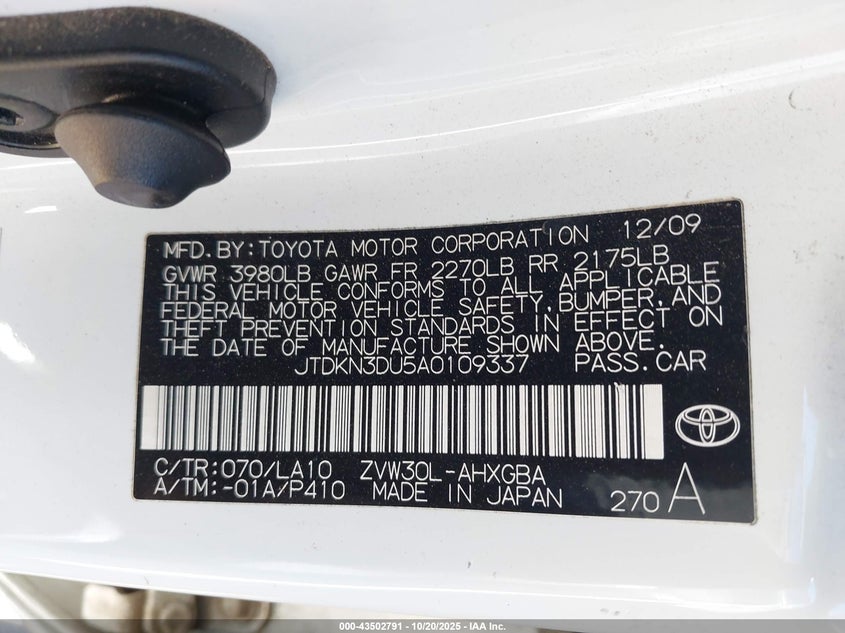 MFD.BY:TOYOTA MOTOR CORPORATION 12/09
GVWR 3980LB GAWR FR 2270LB RR 2175LB
THIS VEHICLE CONFORMS TO ALL APPLICABLE
FEDERAL MOTOR VEHICLE SAFETY,BUMPER,AND
THEFT PREVENTION STANDARDS IN EFFECT ON
THE DATE OF MANUFACTURE SHOWN ABOVE.
JTDKN3DU5A0109337 PASS.CAR
C/TR:070/LA10 ZVW30L-AHXGBA
A/TM:-01A/P410 MADE IN JAPAN 270 A
000-43502791 - 10/20/2025 - IAA Inc.